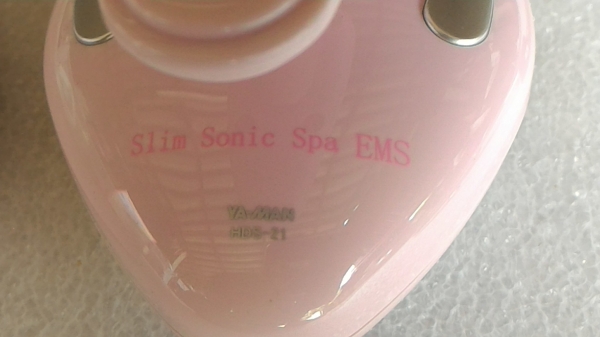 Slim Sonic Spa EMS
YA-MAN
HDS-21